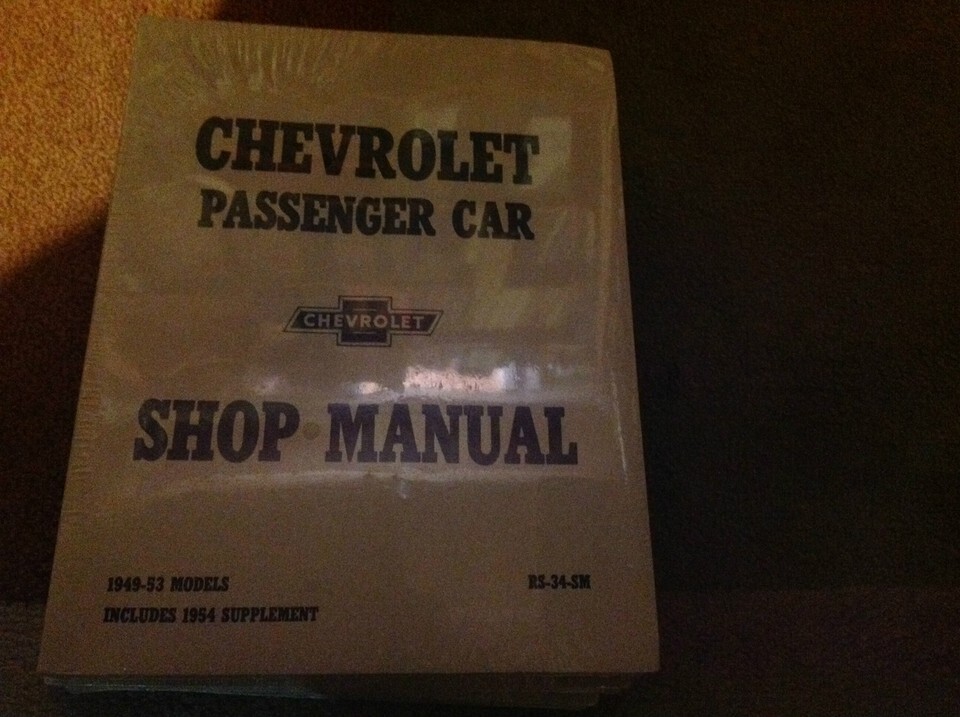 CHEVROLET
PASSENGER CAR
CHEVROLET
SHOP MANUAL
1949-53 MODELS
RS-34-SM
INCLUDES 1954 SUPPLEMENT